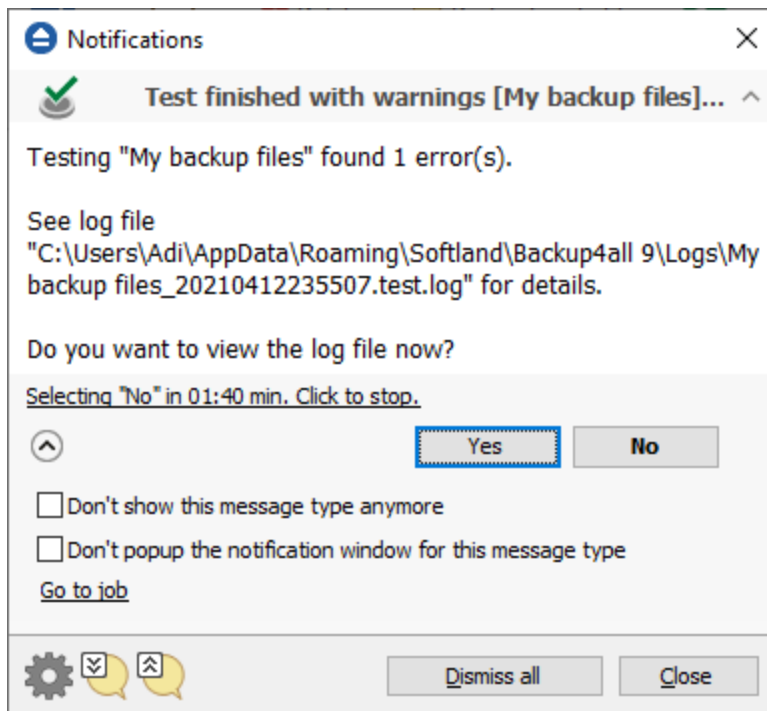 Notifications
Test finished with warnings [My backup files]...
Testing "My backup files" found 1 error(s).
See log file
"C:\Users\Adi\AppData\Roaming\Softland\Backup4all 9\Logs\My
backup files_20210412235507.test.log" for details.
Do you want to view the log file now?
Selecting "No" in 01:40 min. Click to stop.
Yes
No
Don't show this message type anymore
Don't popup the notification window for this message type
Go to job
Dismiss all
Close